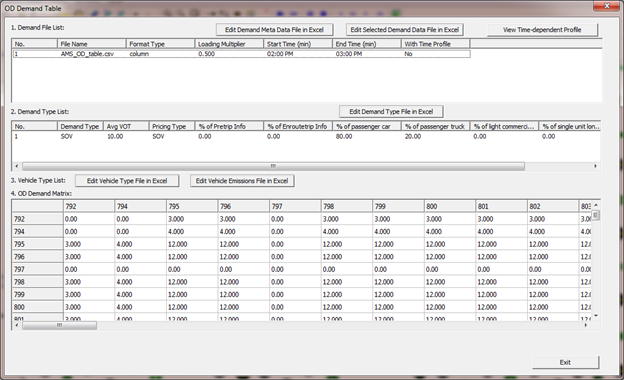 OD Demand Table
1. Demand File List:
Edit Demand Meta Data File in Excel
Edit Selected Demand Data File in Excel
View Time-dependent Profile
No. File Name Format Type Loading Multiplier Start Time (min) End Time (min) With Time Profile
1 AMS_OD_table.csv column 0.500 02:00 PM 03:00 PM No
2. Demand Type List:
Edit Demand Type File in Excel
No. Demand Type Avg VOT Pricing Type % of Pretrip Info % of Enroutetrip Info % of passenger car % of passenger truck % of light commerci... % of single unit lon...
1 SOV 10.00 SOV 0.00 0.00 80.00 20.00 0.00 0.00
3. Vehicle Type List:
Edit Vehicle Type File in Excel
Edit Vehicle Emissions File in Excel
4. OD Demand Matrix:
792 794 795 796 797 798 799 800 801 802 803
792 0.00 0.00 3.000 3.000 0.00 3.000 3.000 3.000 3.000 3.000 3.0
794 0.00 0.00 4.000 4.000 0.00 4.000 4.000 4.000 4.000 4.000 4.0
795 3.000 4.000 12.000 12.000 0.00 12.000 12.000 12.000 12.000 12.000 12.
796 3.000 4.000 12.000 12.000 0.00 12.000 12.000 12.000 12.000 12.000 12.
797 0.00 0.00 0.00 0.00 0.00 0.00 0.00 0.00 0.00 0.00 0.0
798 3.000 4.000 12.000 12.000 0.00 12.000 12.000 12.000 12.000 12.000 12.
799 3.000 4.000 12.000 12.000 0.00 12.000 12.000 12.000 12.000 12.000 12.
800 3.000 4.000 12.000 12.000 0.00 12.000 12.000 12.000 12.000 12.000 12.
801 3.000 4.000 12.000 12.000 0.00 12.000 12.000 12.000 12.000 12.000 12.
Exit